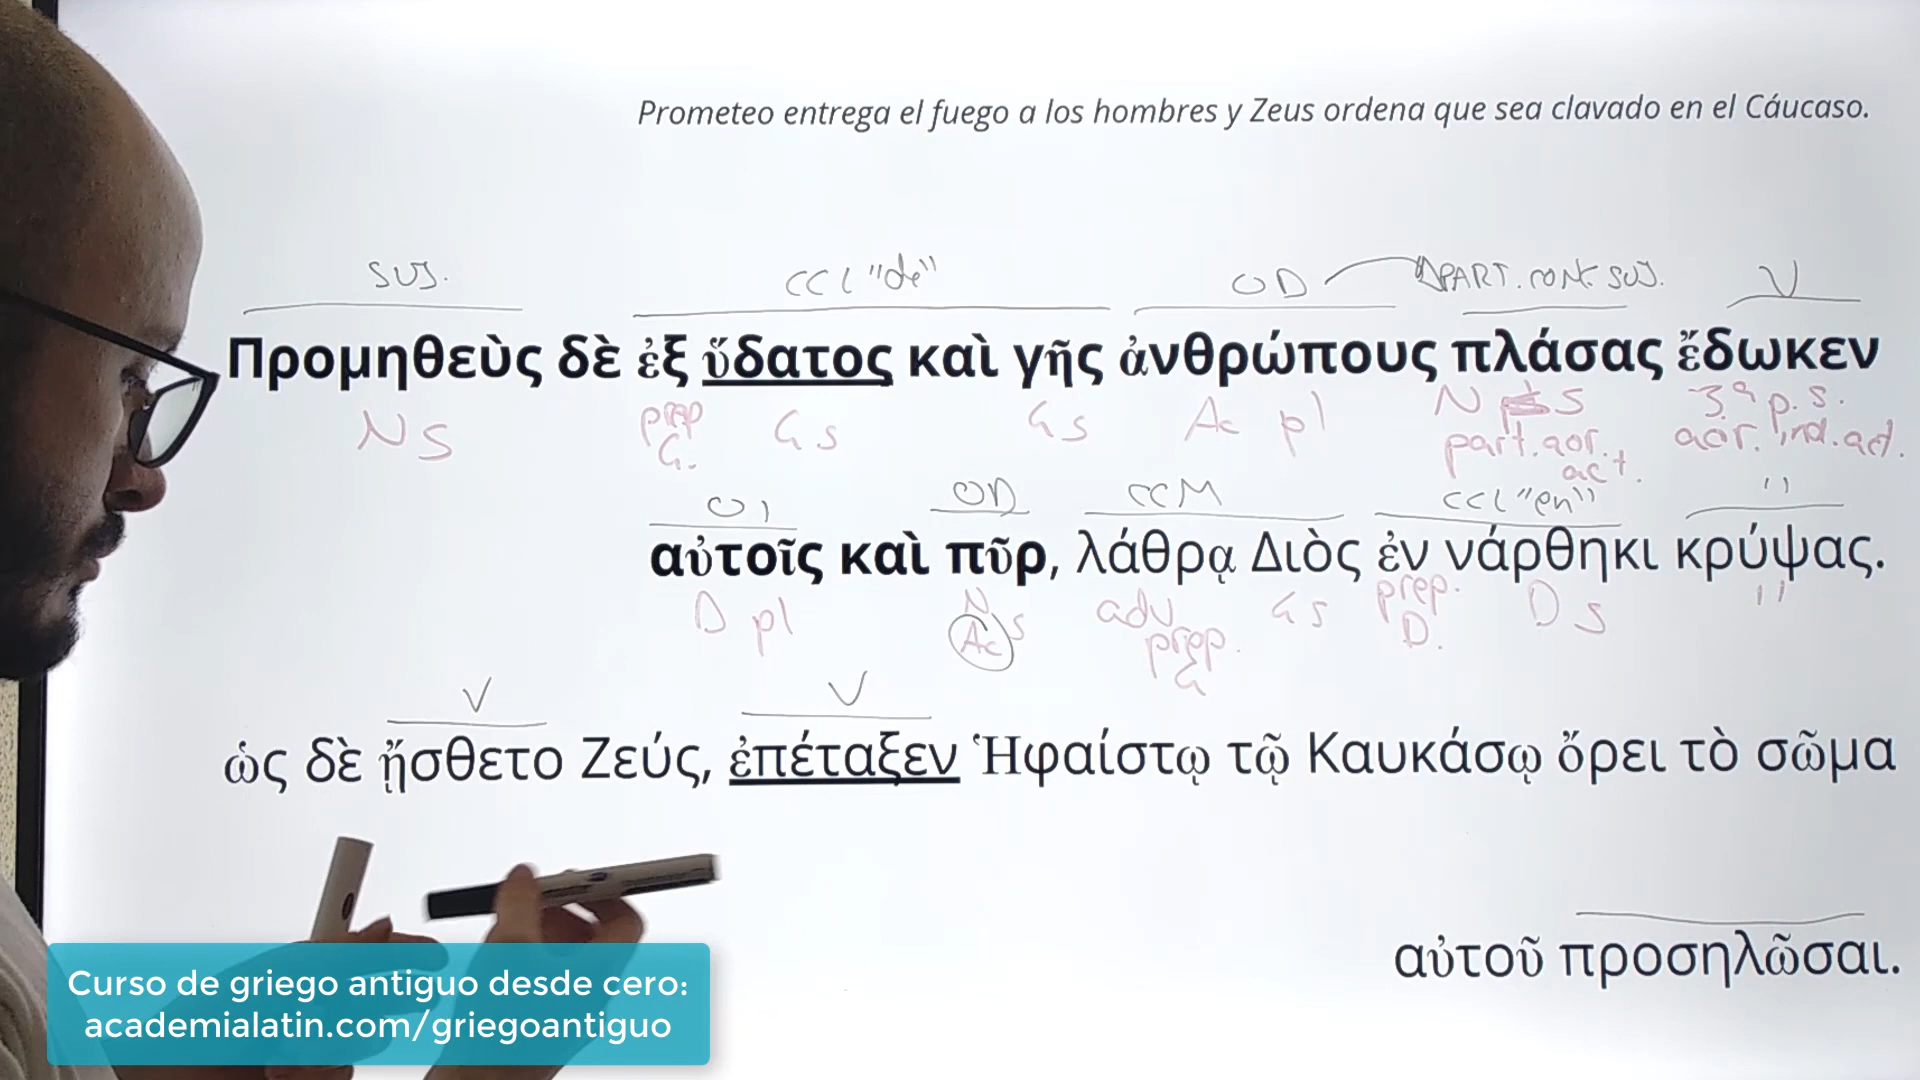 Prometeo entrega el fuego a los hombres y Zeus ordena que sea clavado en el Cáucaso.
SUJ. CCL "de" OD PART. CONC. SUJ. V
Προμηθεὺς δὲ ἐξ ὕδατος καὶ γῆς ἀνθρώπους πλάσας ἔδωκεν
N S prep G. G s G s Ac pl N S part. aor. act. 3ª p. s. aor. ind. act.
OI OD CCM CCL "en" "
αὐτοῖς καὶ πῦρ, λάθρᾳ Διὸς ἐν νάρθηκι κρύψας.
D pl N Ac s adv prep. G G s prep. D. D s "
V V
ὡς δὲ ᾔσθετο Ζεύς, ἐπέταξεν Ἡφαίστῳ τῷ Καυκάσῳ ὄρει τὸ σῶμα
αὐτοῦ προσηλῶσαι.
Curso de griego antiguo desde cero:
academialatin.com/griegoantiguo